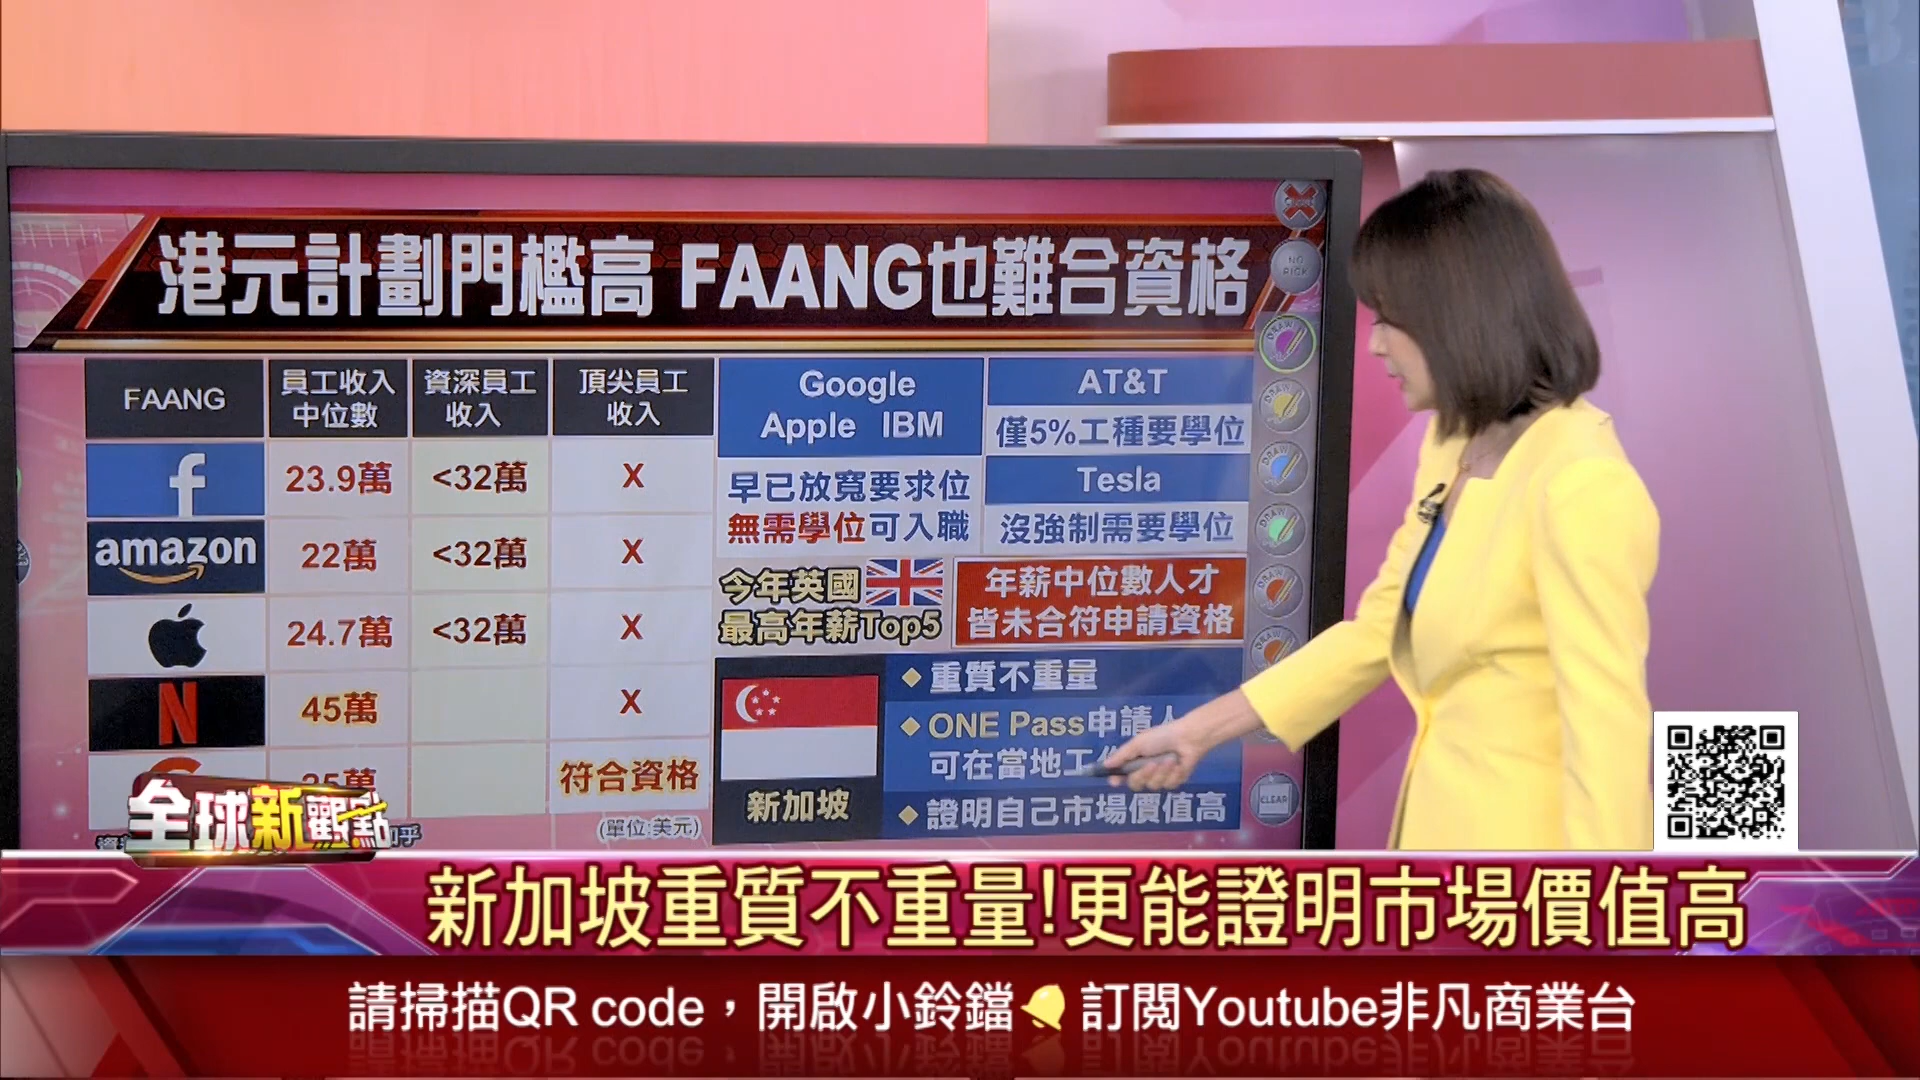 港元計劃門檻高 FAANG也難合資格
FAANG
員工收入
中位數
資深員工
收入
頂尖員工
收入
23.9萬
<32萬
X
amazon
22萬
<32萬
X
24.7萬
<32萬
X
N
45萬
X
符合資格
(單位:美元)
Google
Apple IBM
早已放寬要求位
無需學位可入職
AT&T
僅5%工種要學位
Tesla
沒強制需要學位
今年英國
最高年薪Top5
年薪中位數人才
皆未合符申請資格
新加坡
◆重質不重量
◆ONE Pass申請人
可在當地工
◆證明自己市場價值高
CLOSE
NO
PICK
DRAW
DRAW
DRAW
DRAW
DRAW
DRAW
CLEAR
全球新觀點
新加坡重質不重量!更能證明市場價值高
請掃描QR code，開啟小鈴鐺🔔訂閱Youtube非凡商業台